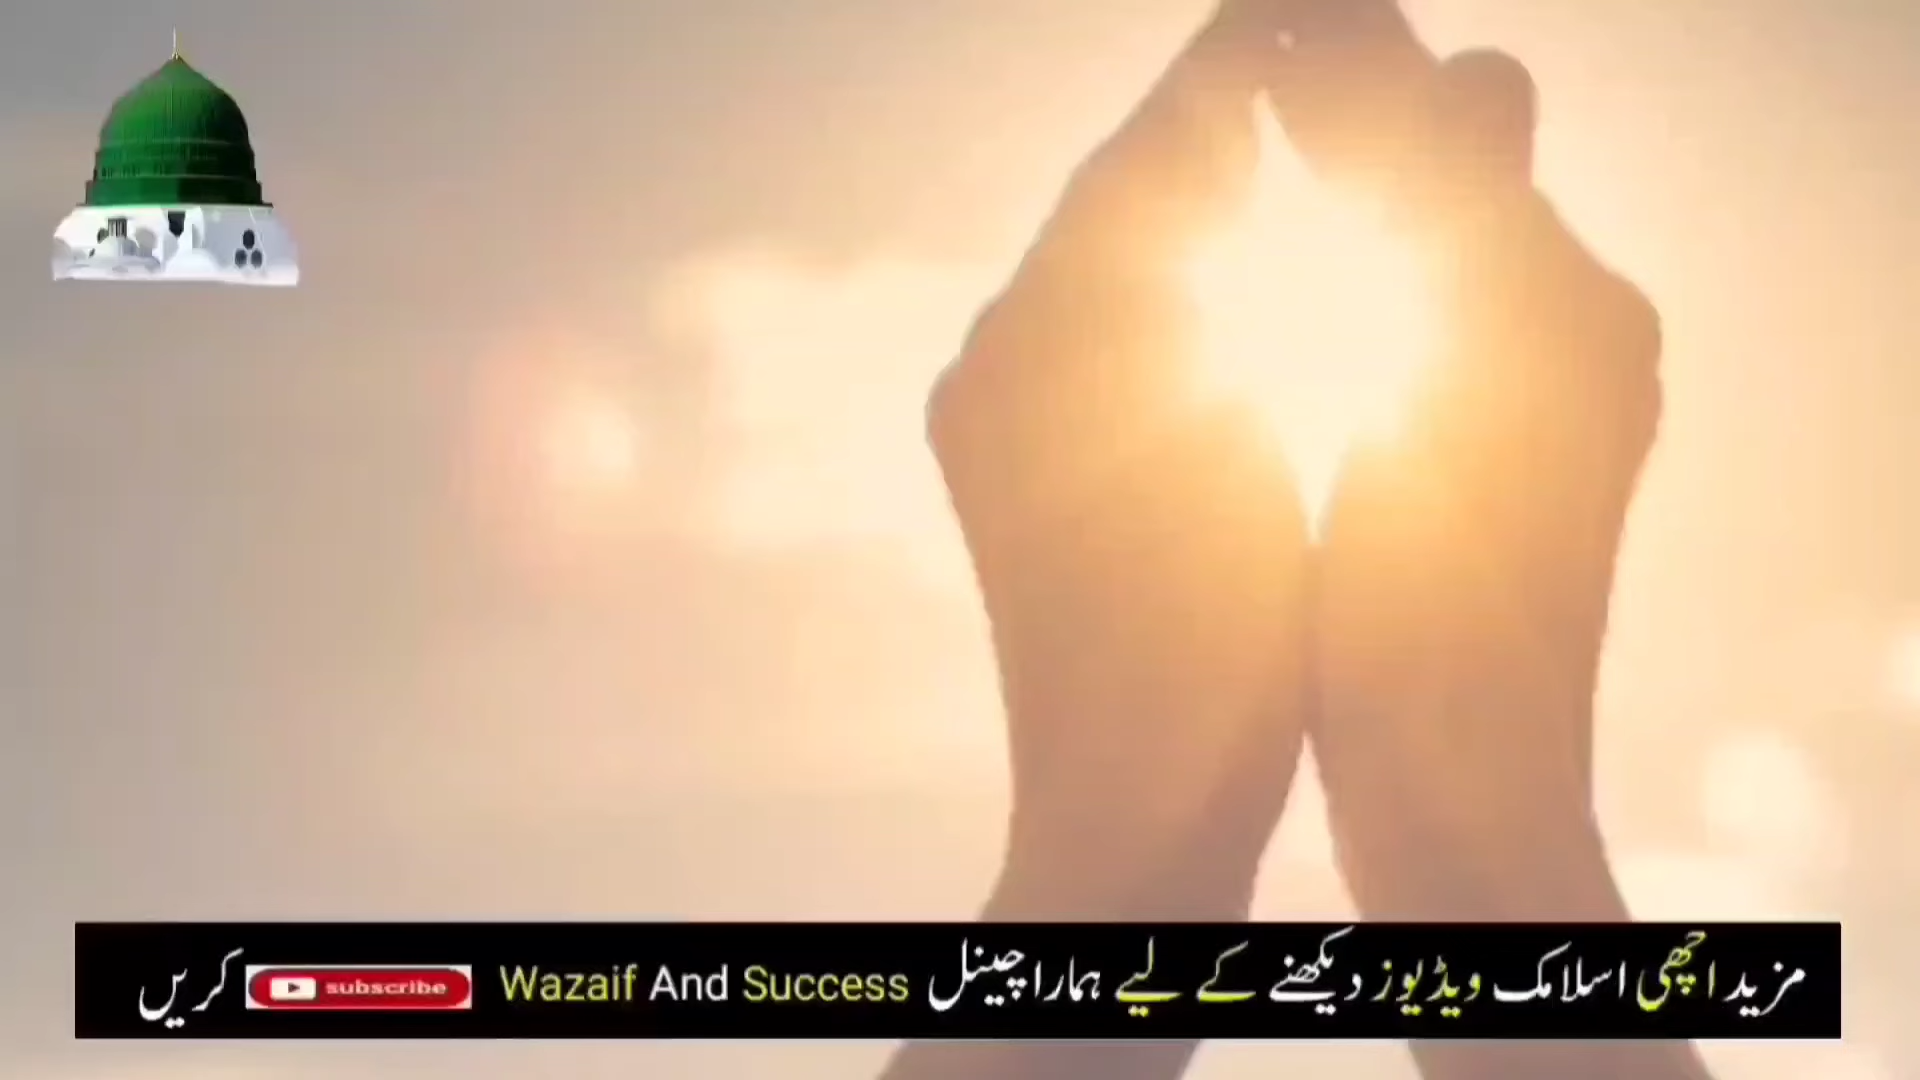 مزید اچھی اسلامک ویڈیوز دیکھنے کے لیے ہمارا چینل Wazaif And Success subscribe کریں